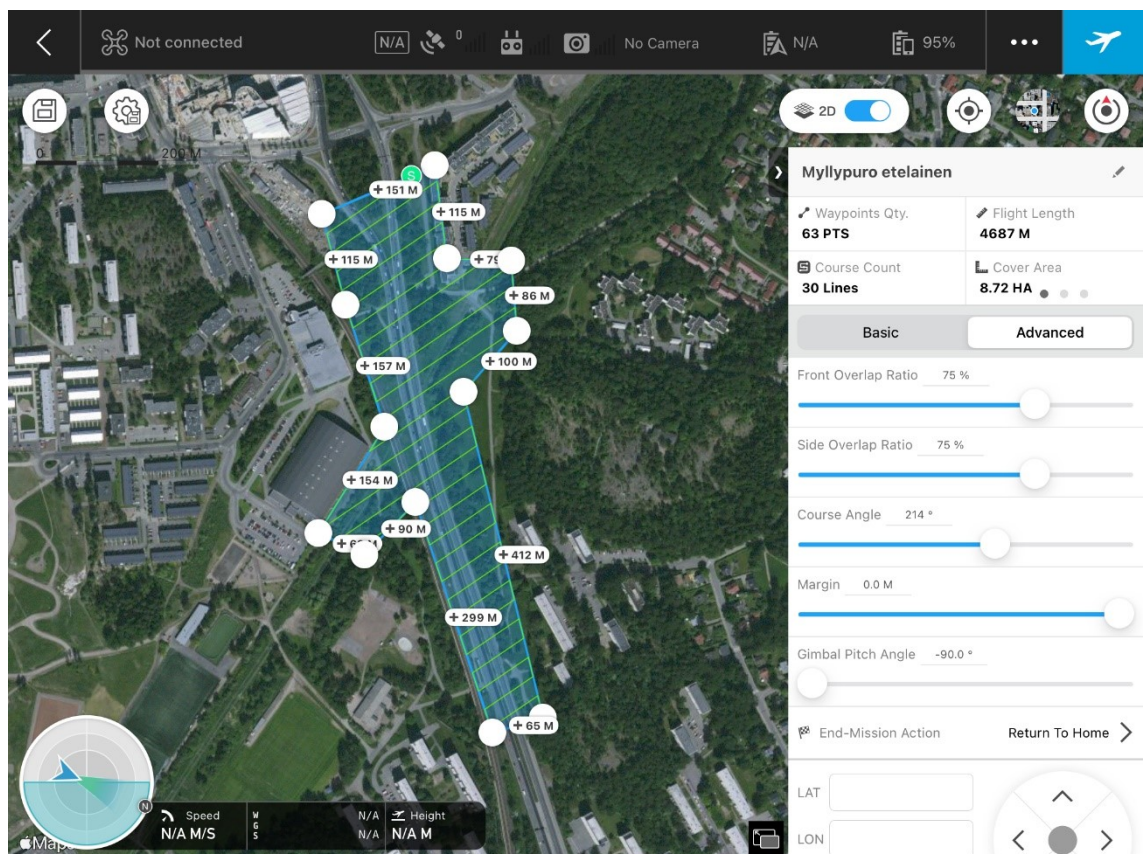 Not connected
N/A
0
No Camera
N/A
95%
2D
0 200 M
S
+ 151 M
+ 115 M
+ 115 M
+ 86 M
+ 157 M
+ 100 M
+ 154 M
+ 90 M
+ 412 M
+ 299 M
+ 65 M
Myllypuro etelainen
Waypoints Qty.
63 PTS
Flight Length
4687 M
Course Count
30 Lines
Cover Area
8.72 HA
Basic
Advanced
Front Overlap Ratio 75 %
Side Overlap Ratio 75 %
Course Angle 214 °
Margin 0.0 M
Gimbal Pitch Angle -90.0 °
End-Mission Action Return To Home
LAT
LON
N
Speed
N/A M/S
WGS
N/A
N/A
Height
N/A M